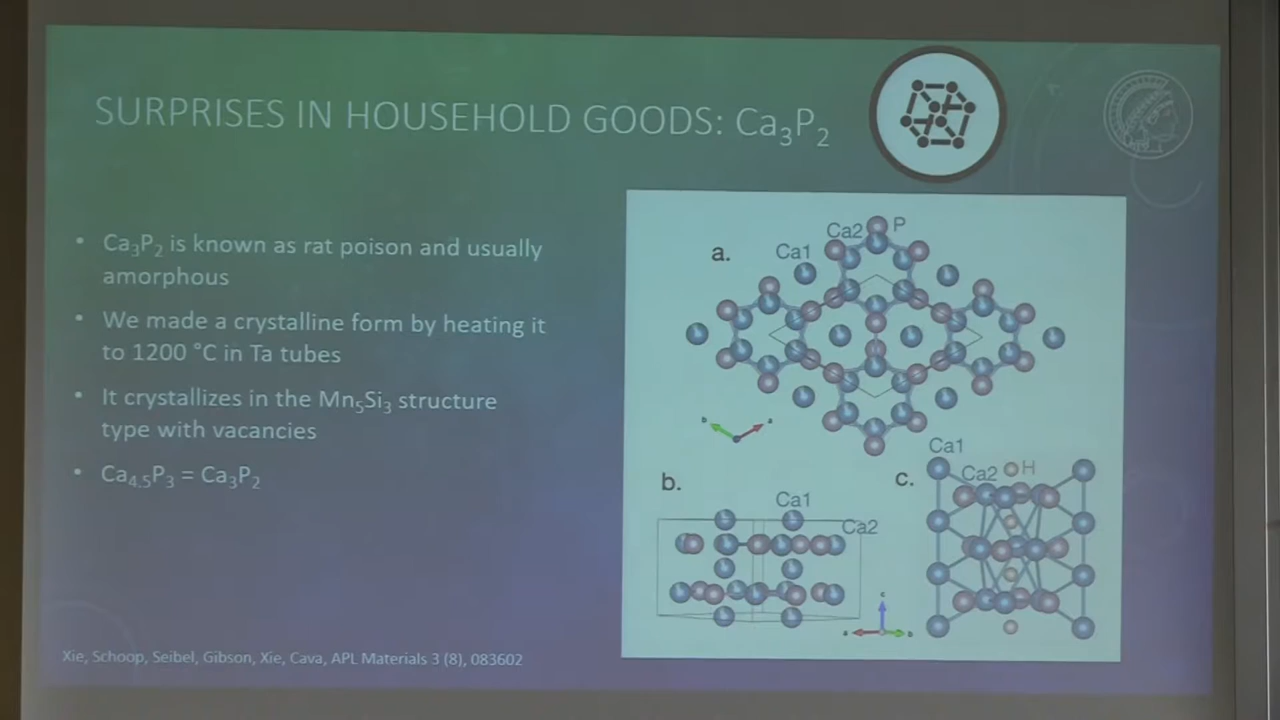 SURPRISES IN HOUSEHOLD GOODS: Ca₃P₂
• Ca₃P₂ is known as rat poison and usually
amorphous
• We made a crystalline form by heating it
to 1200 °C in Ta tubes
• It crystallizes in the Mn₅Si₃ structure
type with vacancies
• Ca₄.₅P₃ = Ca₃P₂
Xie, Schoop, Seibel, Gibson, Xie, Cava, APL Materials 3 (8), 083602
a.
Ca1
Ca2
P
b.
Ca1
Ca2
c.
Ca1
Ca2
H
c
a
b